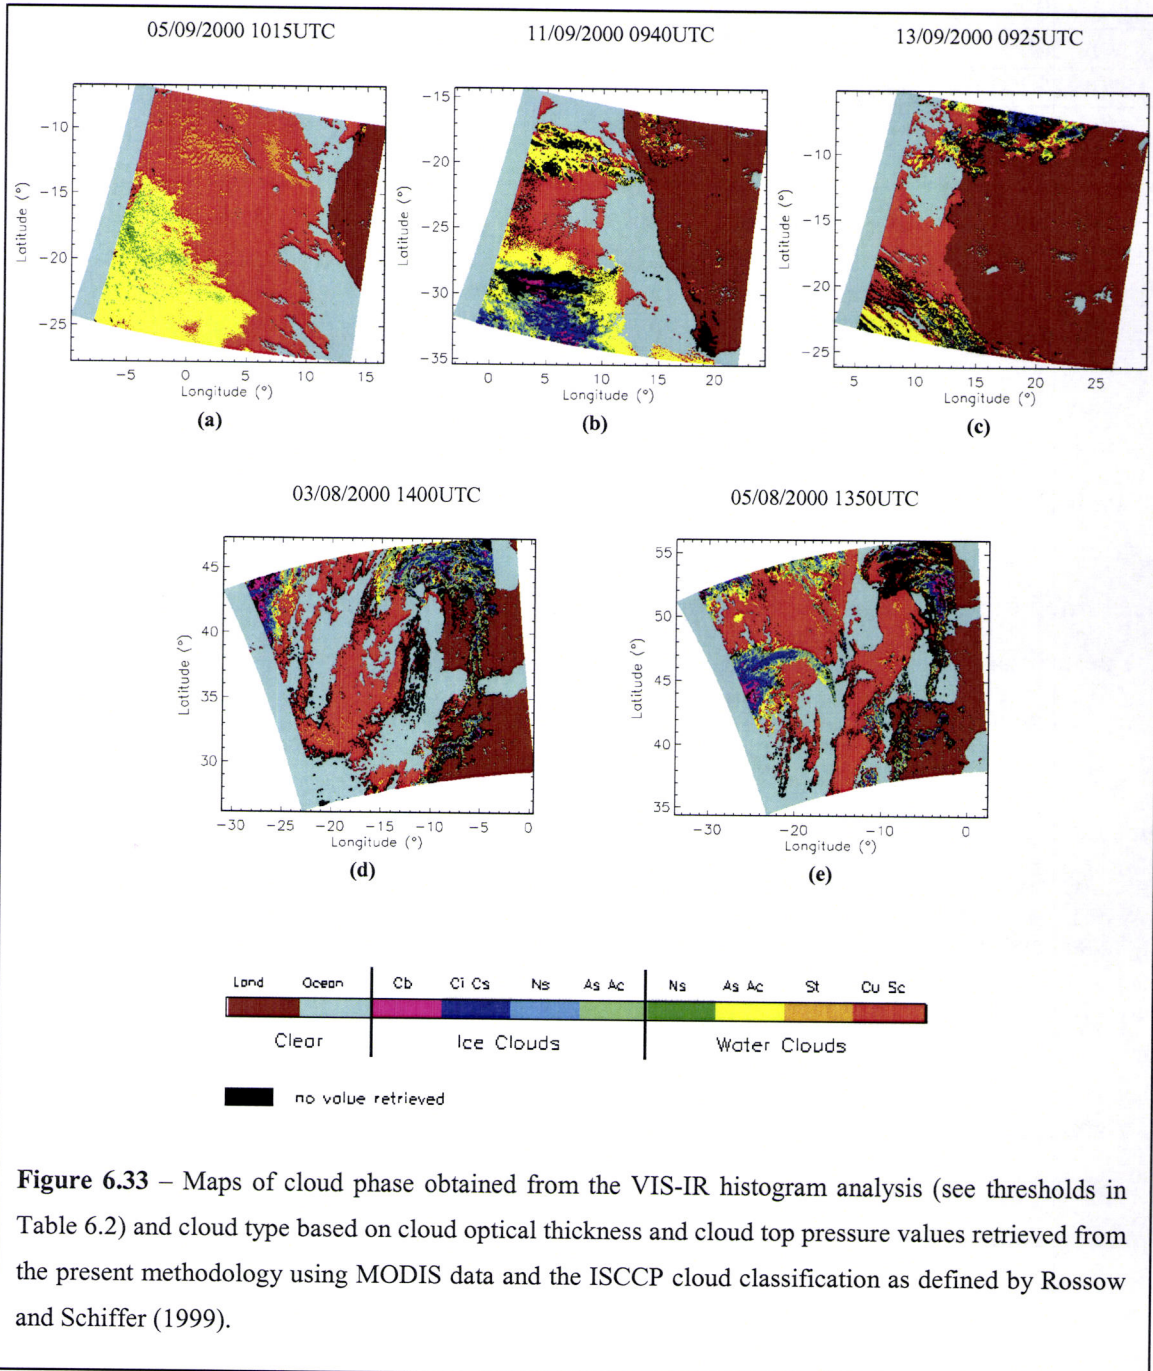 05/09/2000 1015UTC
11/09/2000 0940UTC
13/09/2000 0925UTC
Latitude (°)
-10
-15
-20
-25
-5 0 5 10 15
Longitude (°)
(a)
Latitude (°)
-15
-20
-25
-30
-35
0 5 10 15 20
Longitude (°)
(b)
Latitude (°)
-10
-15
-20
-25
5 10 15 20 25
Longitude (°)
(c)
03/08/2000 1400UTC
05/08/2000 1350UTC
Latitude (°)
45
40
35
30
-30 -25 -20 -15 -10 -5 0
Longitude (°)
(d)
Latitude (°)
55
50
45
40
35
-30 -20 -10 0
Longitude (°)
(e)
Land Ocean Cb Ci Cs Ns As Ac Ns As Ac St Cu Sc
Clear Ice Clouds Water Clouds
no value retrieved
Figure 6.33 – Maps of cloud phase obtained from the VIS-IR histogram analysis (see thresholds in
Table 6.2) and cloud type based on cloud optical thickness and cloud top pressure values retrieved from
the present methodology using MODIS data and the ISCCP cloud classification as defined by Rossow
and Schiffer (1999).